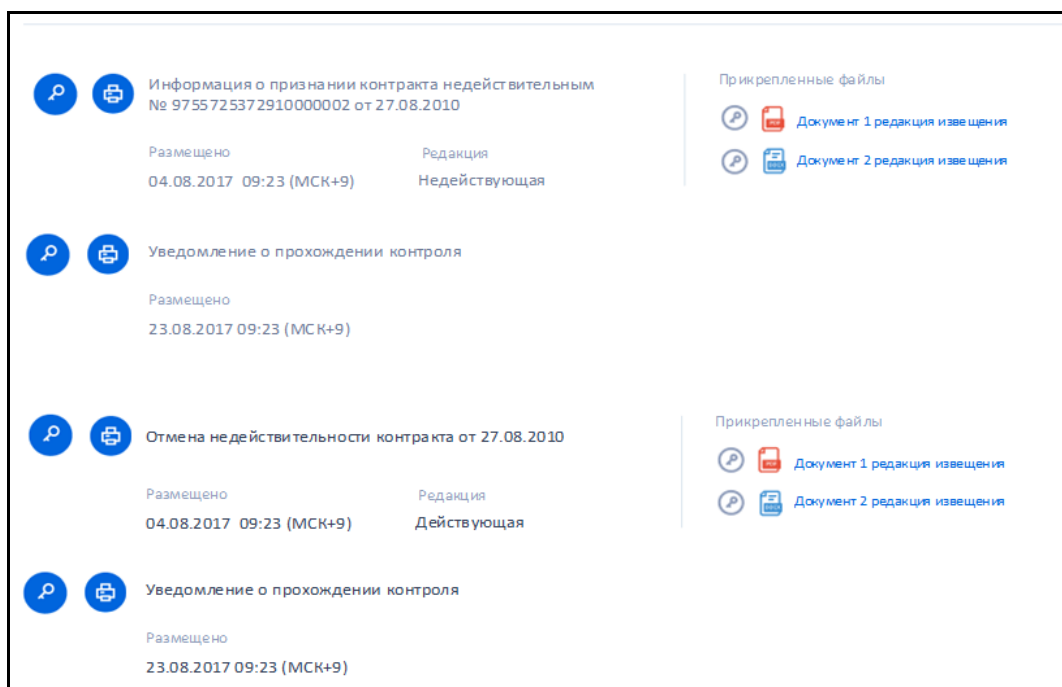 Информация о признании контракта недействительным
№ 9755725372910000002 от 27.08.2010
Размещено
04.08.2017 09:23 (МСК+9)
Редакция
Недействующая
Прикрепленные файлы
PDF
Документ 1 редакция извещения
DOCX
Документ 2 редакция извещения
Уведомление о прохождении контроля
Размещено
23.08.2017 09:23 (МСК+9)
Отмена недействительности контракта от 27.08.2010
Размещено
04.08.2017 09:23 (МСК+9)
Редакция
Действующая
Прикрепленные файлы
PDF
Документ 1 редакция извещения
DOCX
Документ 2 редакция извещения
Уведомление о прохождении контроля
Размещено
23.08.2017 09:23 (МСК+9)